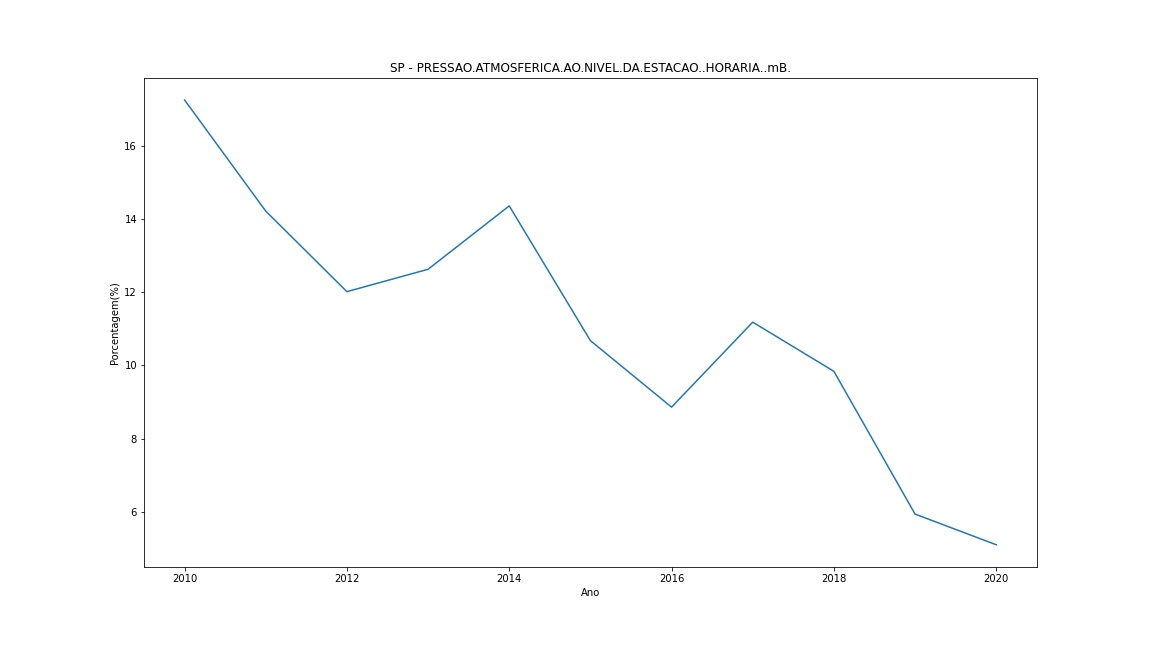 SP - PRESSAO.ATMOSFERICA.AO.NIVEL.DA.ESTACAO..HORARIA..mB.
Porcentagem(%)
16
14
12
10
8
6
2010 2012 2014 2016 2018 2020
Ano